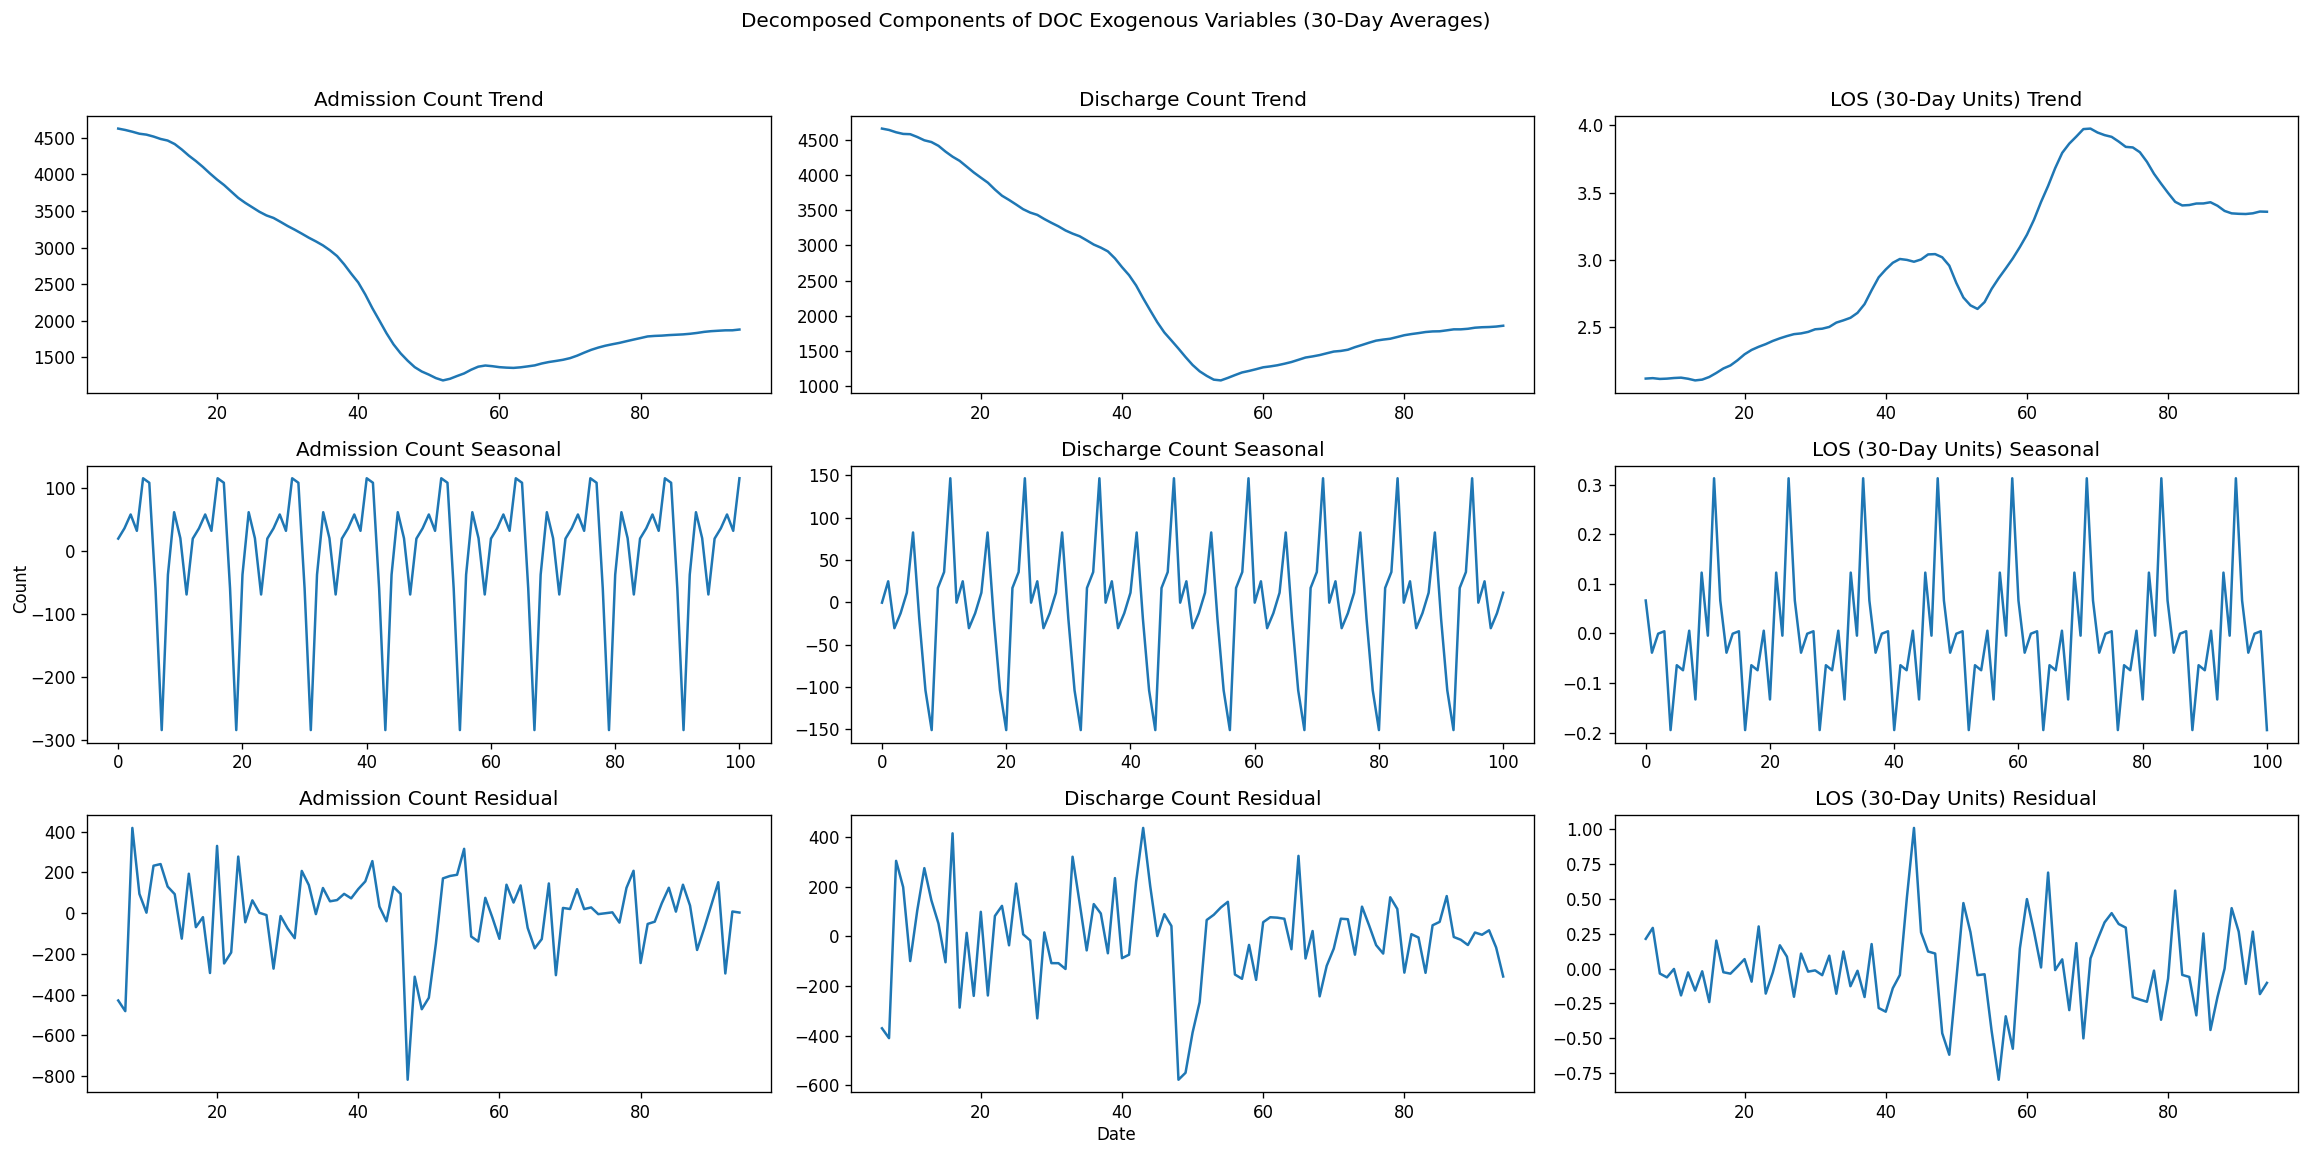 Decomposed Components of DOC Exogenous Variables (30-Day Averages)
Admission Count Trend
4500
4000
3500
3000
2500
2000
1500
20 40 60 80
Discharge Count Trend
4500
4000
3500
3000
2500
2000
1500
1000
20 40 60 80
LOS (30-Day Units) Trend
4.0
3.5
3.0
2.5
20 40 60 80
Admission Count Seasonal
Count
100
0
−100
−200
−300
0 20 40 60 80 100
Discharge Count Seasonal
150
100
50
0
−50
−100
−150
0 20 40 60 80 100
LOS (30-Day Units) Seasonal
0.3
0.2
0.1
0.0
−0.1
−0.2
0 20 40 60 80 100
Admission Count Residual
400
200
0
−200
−400
−600
−800
20 40 60 80
Discharge Count Residual
400
200
0
−200
−400
−600
20 40 60 80
Date
LOS (30-Day Units) Residual
1.00
0.75
0.50
0.25
0.00
−0.25
−0.50
−0.75
20 40 60 80